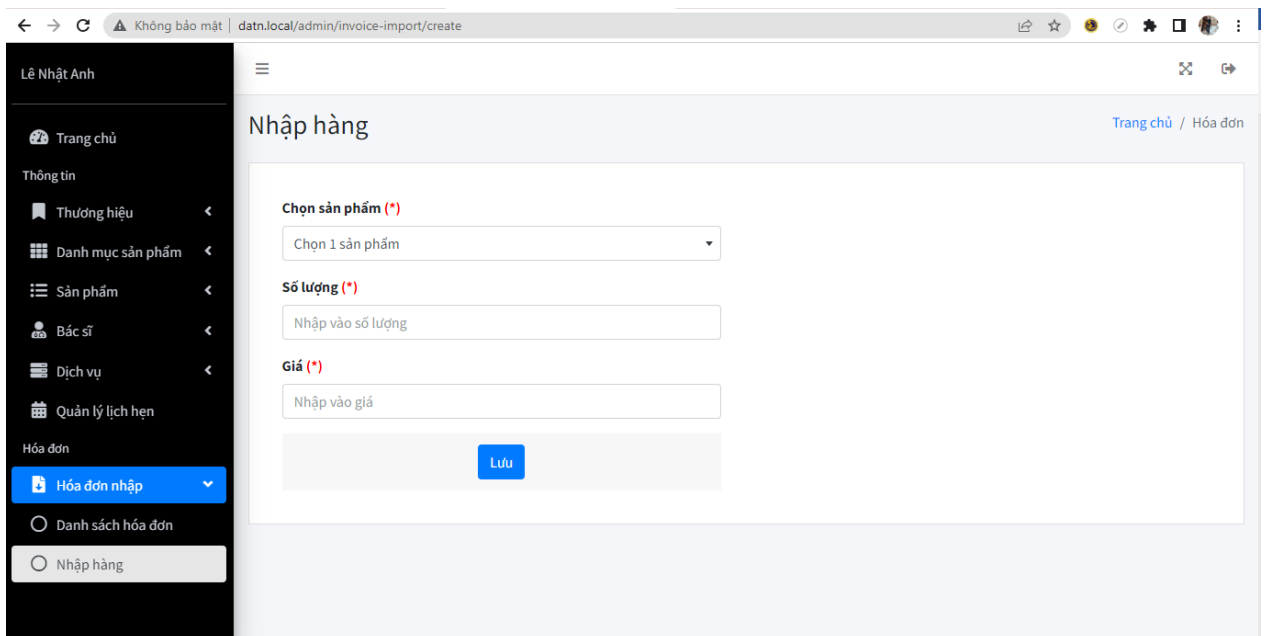 Không bảo mật | datn.local/admin/invoice-import/create
Lê Nhật Anh
Trang chủ
Thông tin
Thương hiệu
Danh mục sản phẩm
Sản phẩm
Bác sĩ
Dịch vụ
Quản lý lịch hẹn
Hóa đơn
Hóa đơn nhập
Danh sách hóa đơn
Nhập hàng
Nhập hàng
Trang chủ / Hóa đơn
Chọn sản phẩm (*)
Chọn 1 sản phẩm
Số lượng (*)
Nhập vào số lượng
Giá (*)
Nhập vào giá
Lưu